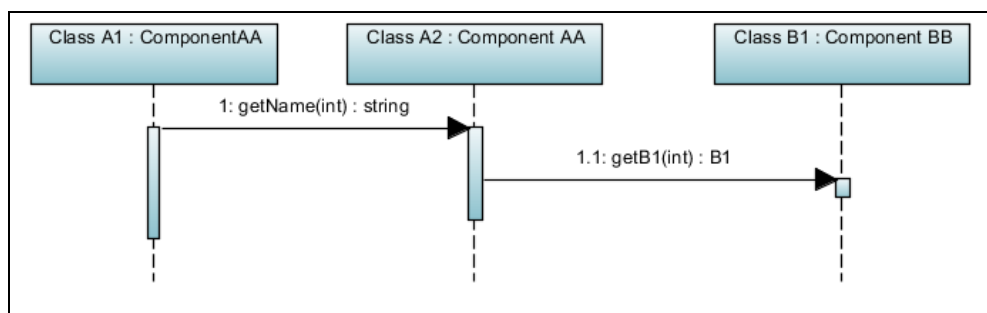 Class A1 : ComponentAA
Class A2 : Component AA
Class B1 : Component BB
1: getName(int) : string
1.1: getB1(int) : B1